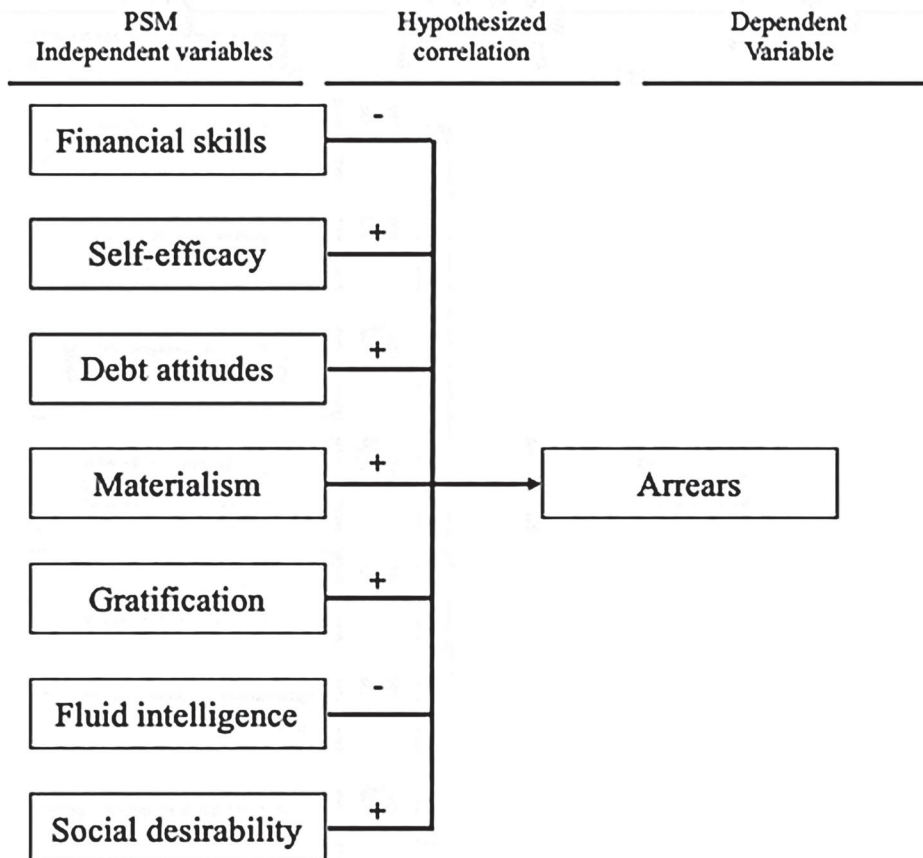 PSM
Independent variables
Hypothesized
correlation
Dependent
Variable
-
Financial skills
+
Self-efficacy
+
Debt attitudes
+
Materialism
Arrears
+
Gratification
-
Fluid intelligence
+
Social desirability